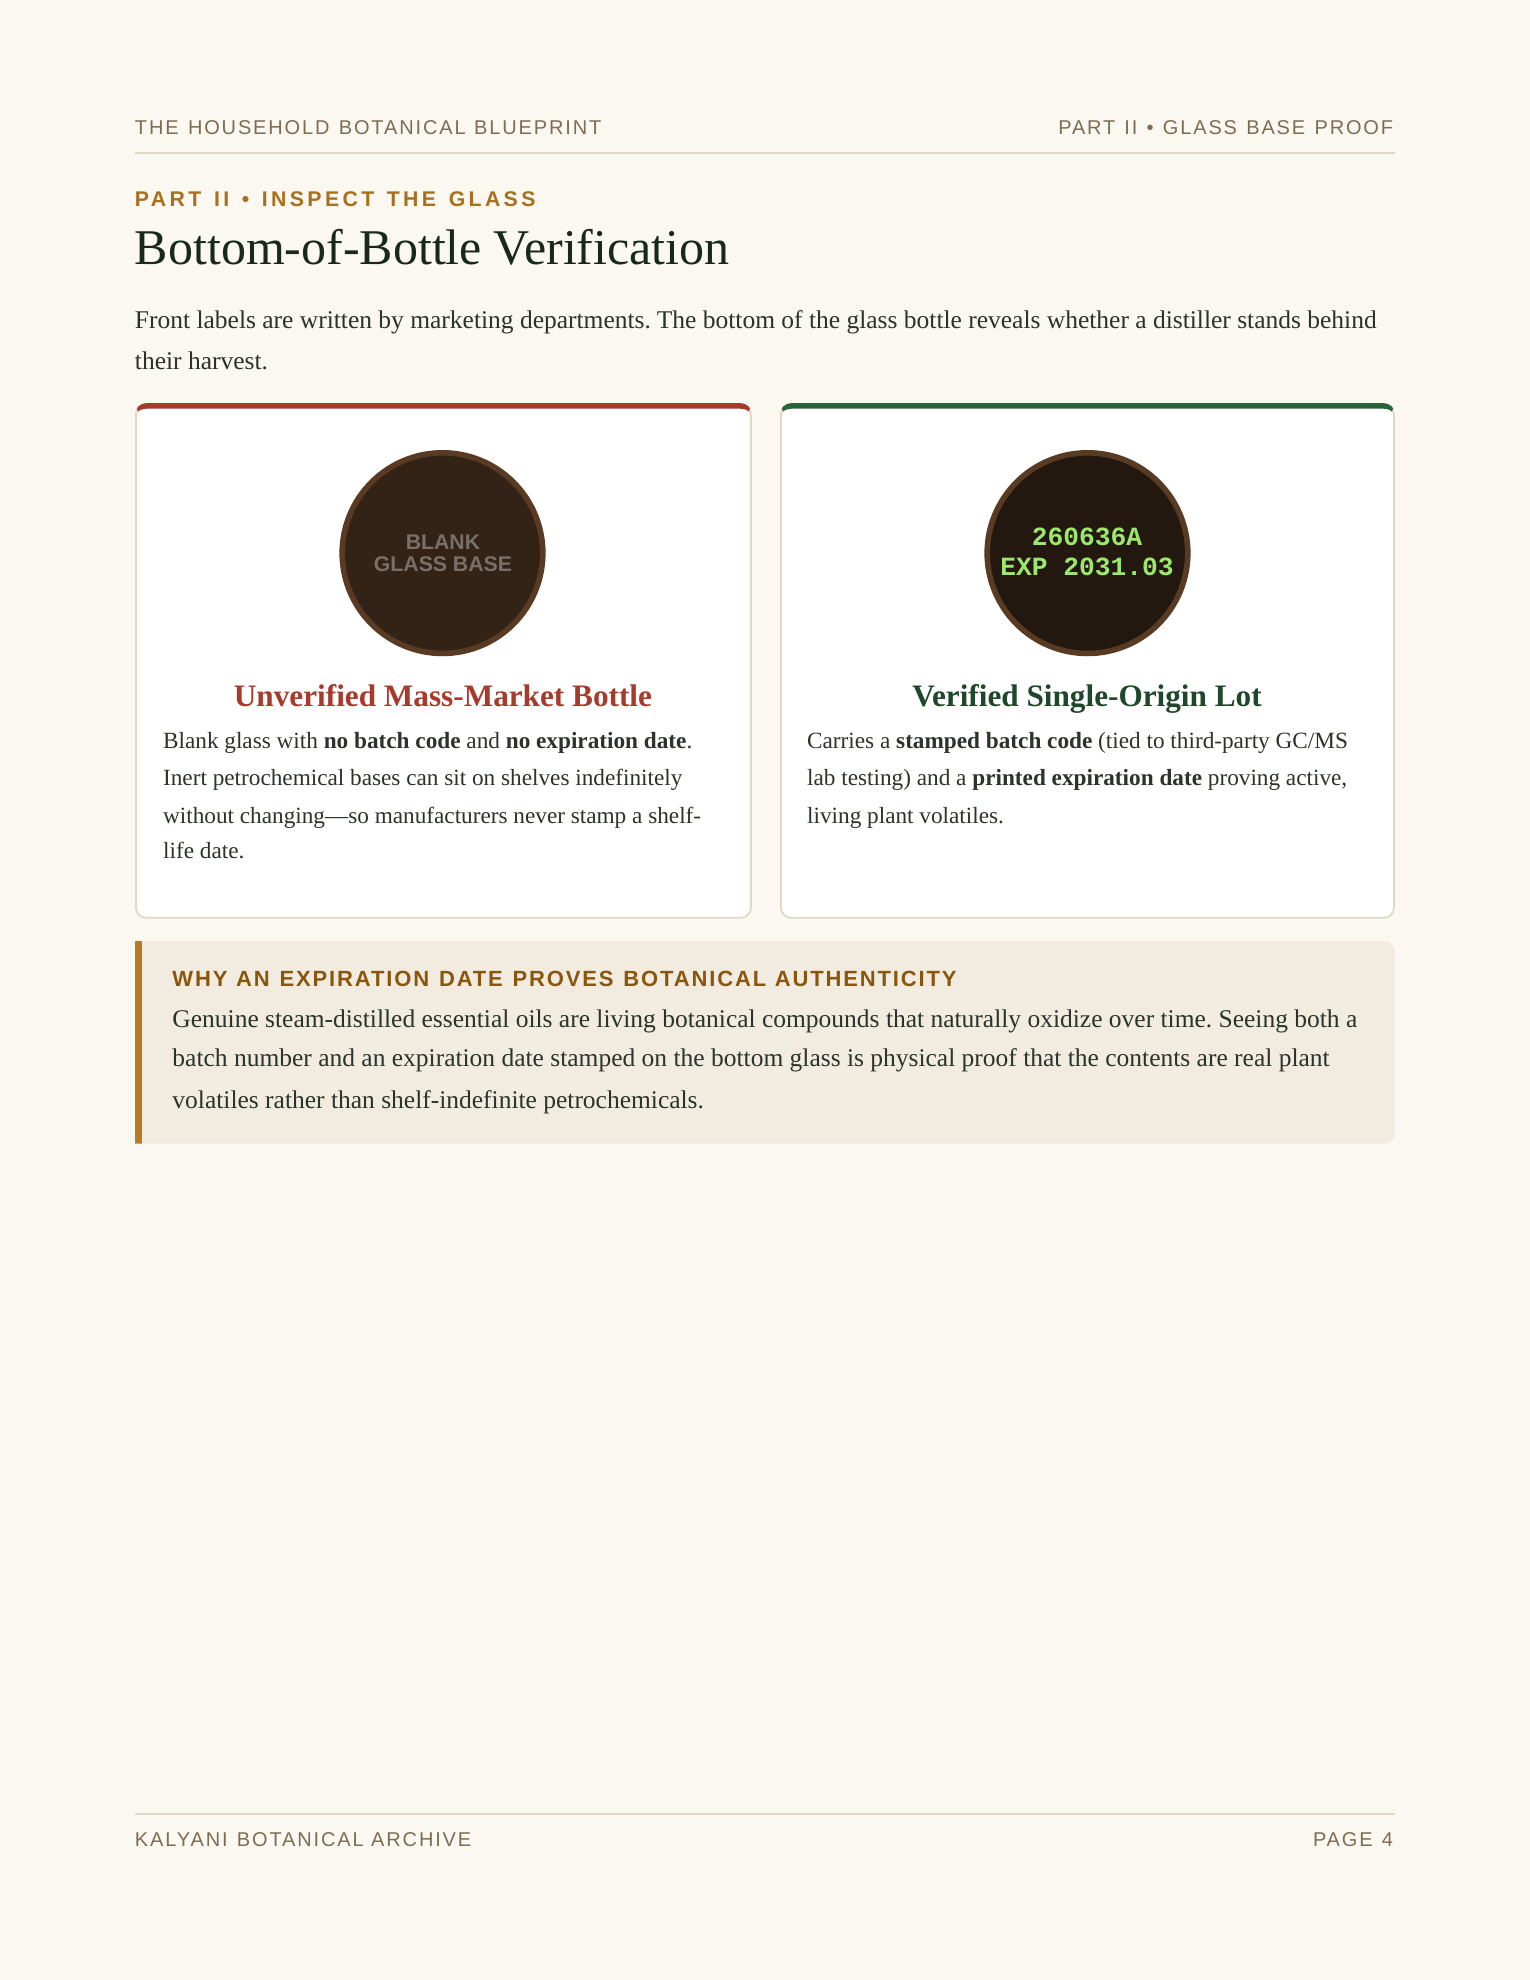 THE HOUSEHOLD BOTANICAL BLUEPRINT
PART II • GLASS BASE PROOF
PART II • INSPECT THE GLASS
Bottom-of-Bottle Verification
Front labels are written by marketing departments. The bottom of the glass bottle reveals whether a distiller stands behind
their harvest.
BLANK
GLASS BASE
Unverified Mass-Market Bottle
Blank glass with no batch code and no expiration date.
Inert petrochemical bases can sit on shelves indefinitely
without changing—so manufacturers never stamp a shelf-
life date.
260636A
EXP 2031.03
Verified Single-Origin Lot
Carries a stamped batch code (tied to third-party GC/MS
lab testing) and a printed expiration date proving active,
living plant volatiles.
WHY AN EXPIRATION DATE PROVES BOTANICAL AUTHENTICITY
Genuine steam-distilled essential oils are living botanical compounds that naturally oxidize over time. Seeing both a
batch number and an expiration date stamped on the bottom glass is physical proof that the contents are real plant
volatiles rather than shelf-indefinite petrochemicals.
KALYANI BOTANICAL ARCHIVE
PAGE 4